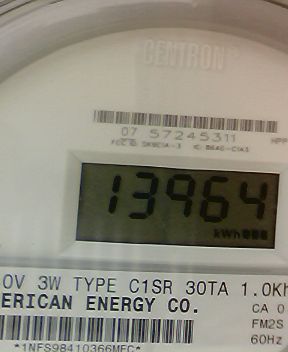 CENTRON
07 57245311
13964
kWh
0V 3W TYPE C1SR 30TA 1.0Kh
ERICAN ENERGY CO.
CA 0
FM2S
60Hz
*1NFS98410366MFC*